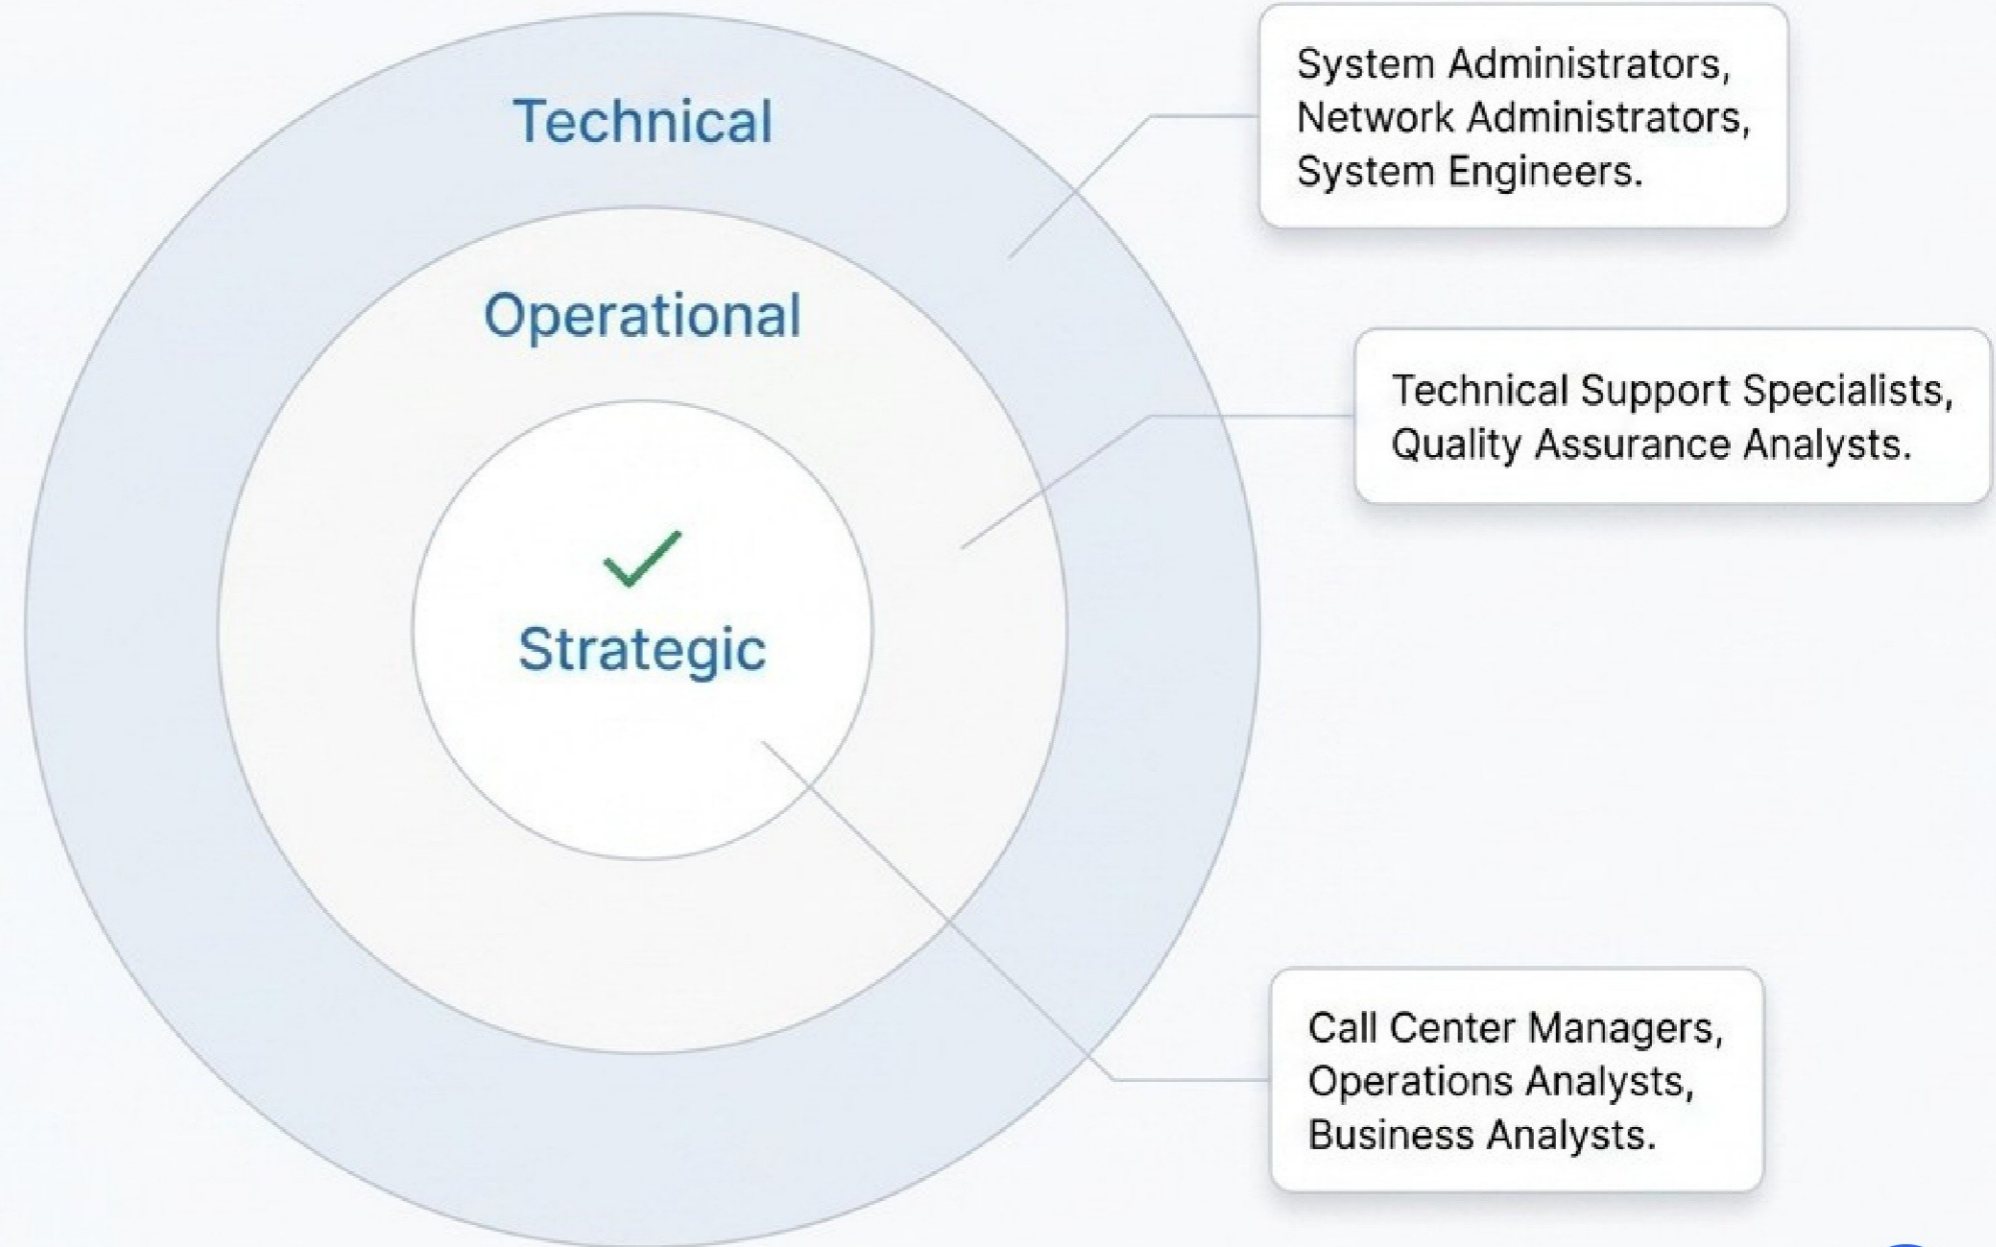 Technical
System Administrators,
Network Administrators,
System Engineers.
Operational
Technical Support Specialists,
Quality Assurance Analysts.
Strategic
Call Center Managers,
Operations Analysts,
Business Analysts.